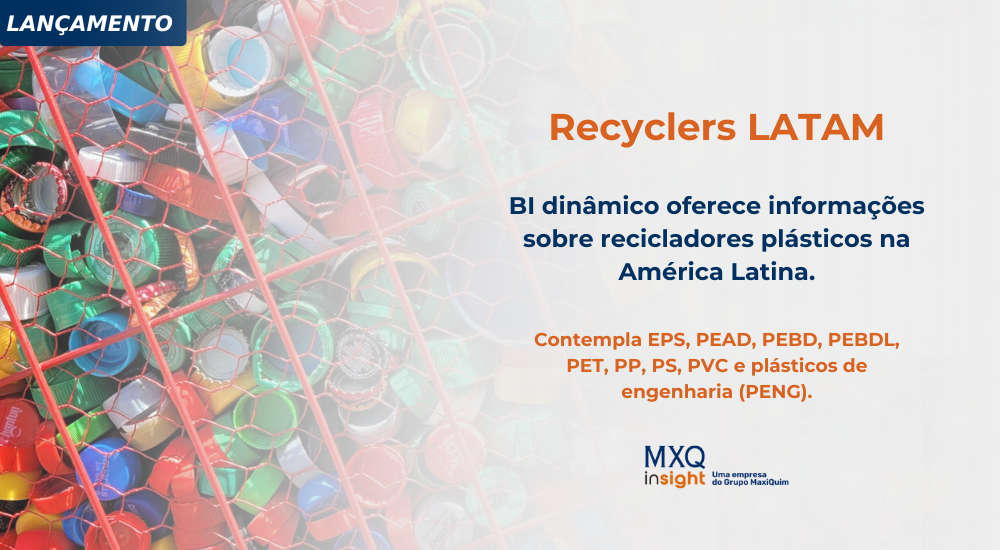 LANÇAMENTO
Recyclers LATAM
BI dinâmico oferece informações
sobre recicladores plásticos na
América Latina.
Contempla EPS, PEAD, PEBD, PEBDL,
PET, PP, PS, PVC e plásticos de
engenharia (PENG).
MXQ
insight
Uma empresa
do Grupo MaxiQuim